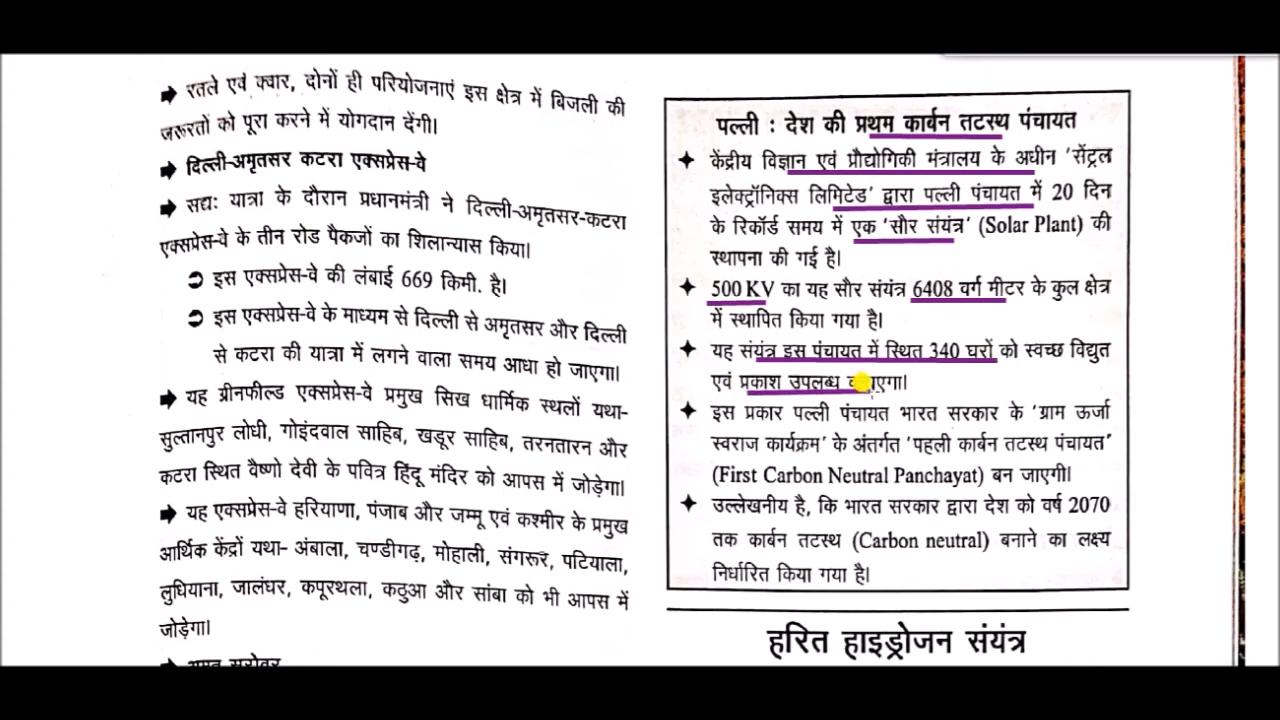 ➡ रतले एवं क्वार, दोनों ही परियोजनाएं इस क्षेत्र में बिजली की
जरूरतों को पूरा करने में योगदान देंगी।
➡ दिल्ली-अमृतसर कटरा एक्सप्रेस-वे
➡ सद्यः यात्रा के दौरान प्रधानमंत्री ने दिल्ली-अमृतसर-कटरा
एक्सप्रेस-वे के तीन रोड पैकजों का शिलान्यास किया।
➲ इस एक्सप्रेस-वे की लंबाई 669 किमी. है।
➲ इस एक्सप्रेस-वे के माध्यम से दिल्ली से अमृतसर और दिल्ली
से कटरा की यात्रा में लगने वाला समय आधा हो जाएगा।
➡ यह ग्रीनफील्ड एक्सप्रेस-वे प्रमुख सिख धार्मिक स्थलों यथा-
सुल्तानपुर लोधी, गोइंदवाल साहिब, खडूर साहिब, तरनतारन और
कटरा स्थित वैष्णो देवी के पवित्र हिंदू मंदिर को आपस में जोड़ेगा।
➡ यह एक्सप्रेस-वे हरियाणा, पंजाब और जम्मू एवं कश्मीर के प्रमुख
आर्थिक केंद्रों यथा- अंबाला, चण्डीगढ़, मोहाली, संगरूर, पटियाला,
लुधियाना, जालंधर, कपूरथला, कठुआ और सांबा को भी आपस में
जोड़ेगा।
पल्ली : देश की प्रथम कार्बन तटस्थ पंचायत
✦ केंद्रीय विज्ञान एवं प्रौद्योगिकी मंत्रालय के अधीन 'सेंट्रल
इलेक्ट्रॉनिक्स लिमिटेड' द्वारा पल्ली पंचायत में 20 दिन
के रिकॉर्ड समय में एक 'सौर संयंत्र' (Solar Plant) की
स्थापना की गई है।
✦ 500 KV का यह सौर संयंत्र 6408 वर्ग मीटर के कुल क्षेत्र
में स्थापित किया गया है।
✦ यह संयंत्र इस पंचायत में स्थित 340 घरों को स्वच्छ विद्युत
एवं प्रकाश उपलब्ध
✦ इस प्रकार पल्ली पंचायत भारत सरकार के 'ग्राम ऊर्जा
स्वराज कार्यक्रम' के अंतर्गत 'पहली कार्बन तटस्थ पंचायत'
(First Carbon Neutral Panchayat) बन जाएगी।
✦ उल्लेखनीय है, कि भारत सरकार द्वारा देश को वर्ष 2070
तक कार्बन तटस्थ (Carbon neutral) बनाने का लक्ष्य
निर्धारित किया गया है।
हरित हाइड्रोजन संयंत्र